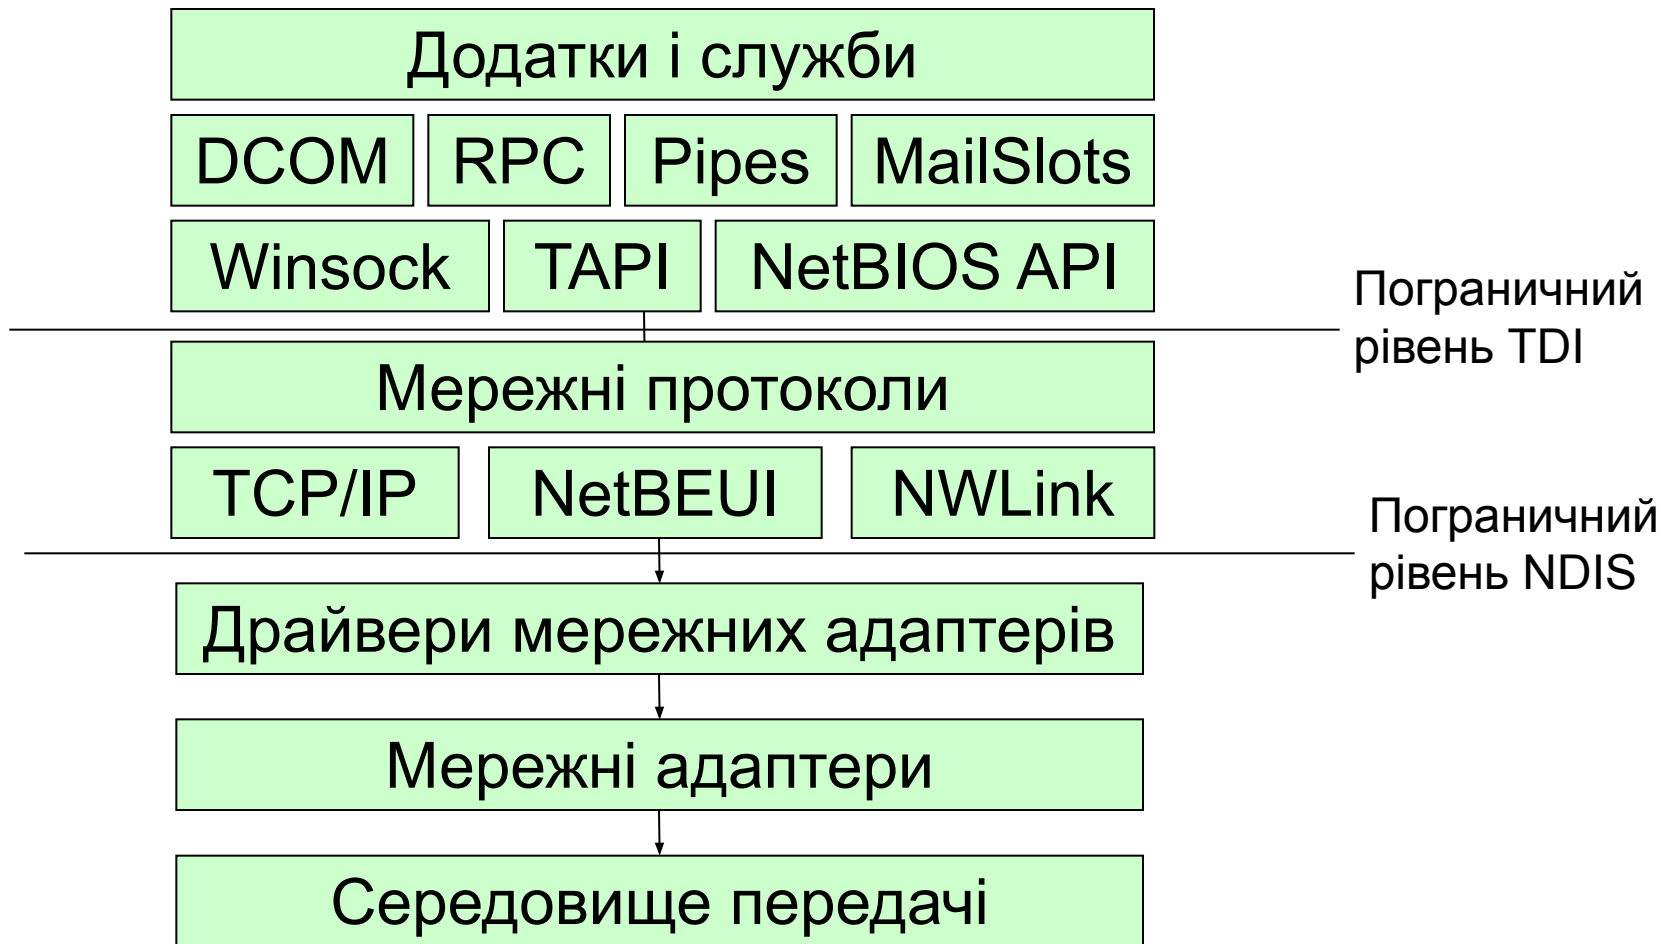 Додатки і служби
DCOM RPC Pipes MailSlots
Winsock TAPI NetBIOS API
Пограничний
рівень TDI
Мережні протоколи
TCP/IP NetBEUI NWLink
Пограничний
рівень NDIS
Драйвери мережних адаптерів
Мережні адаптери
Середовище передачі